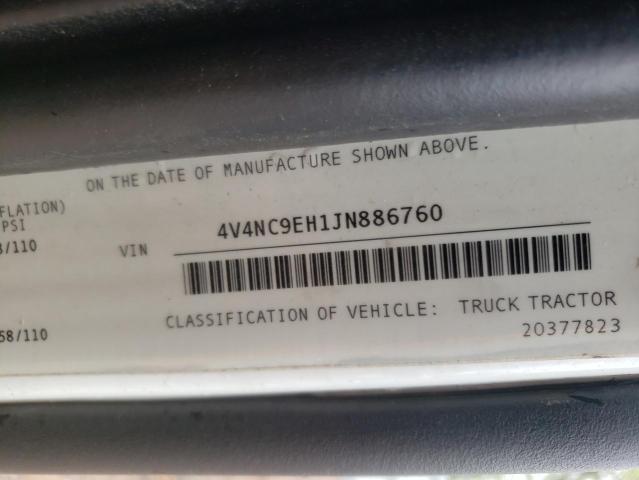 ON THE DATE OF MANUFACTURE SHOWN ABOVE.
FLATION)
PSI
/110
VIN 4V4NC9EH1JN886760
CLASSIFICATION OF VEHICLE: TRUCK TRACTOR
58/110
20377823